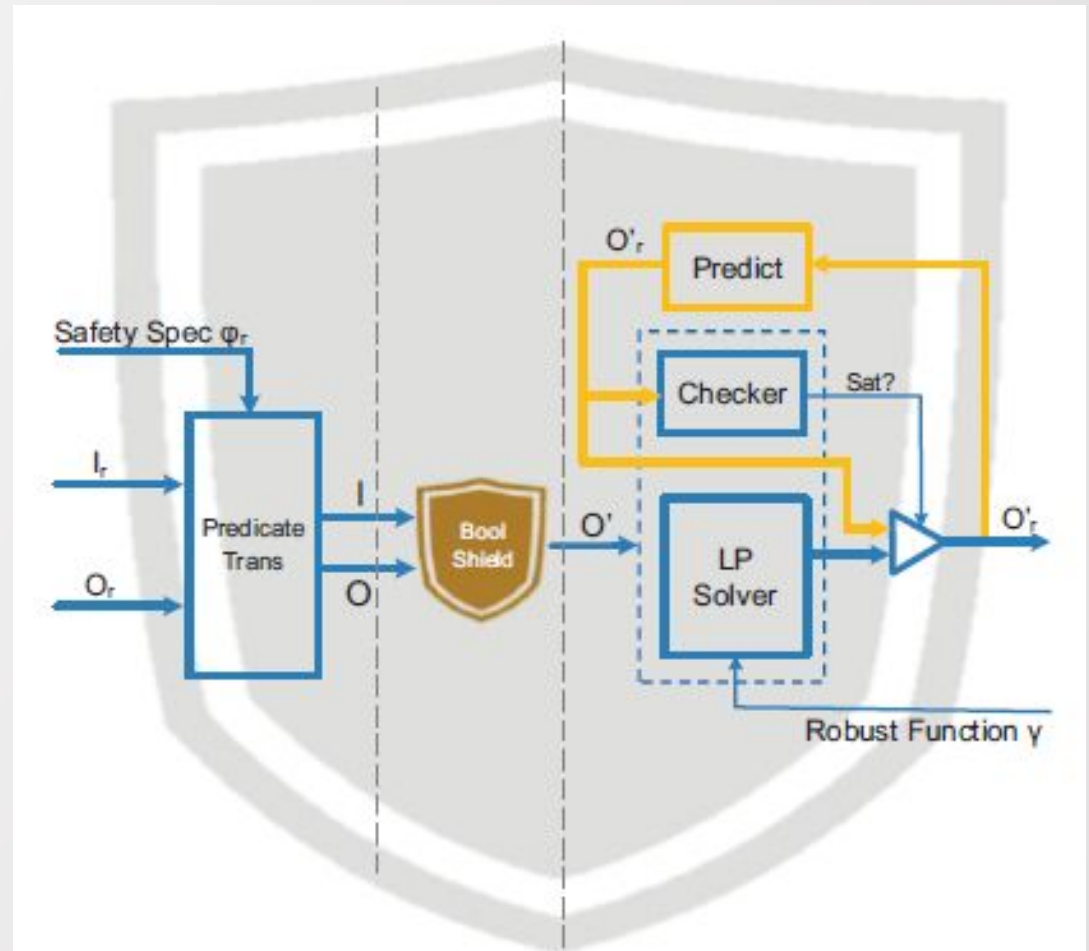 Safety Spec φᵣ
Iᵣ
Oᵣ
Predicate
Trans
I
O
Bool
Shield
O'
O'ᵣ
Predict
Checker
Sat?
LP
Solver
O'ᵣ
Robust Function γ